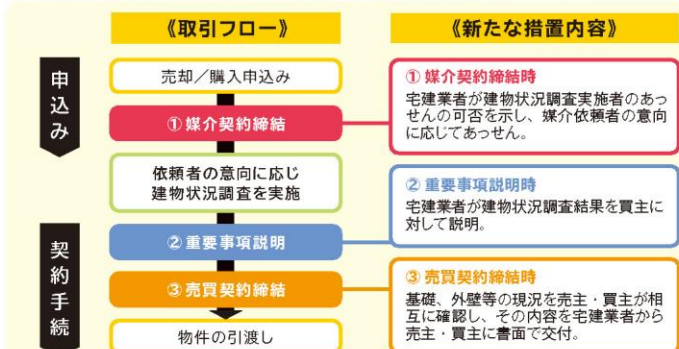 《取引フロー》
《新たな措置内容》
申込み
売却／購入申込み
①媒介契約締結
依頼者の意向に応じ
建物状況調査を実施
契約手続
②重要事項説明
③売買契約締結
物件の引渡し
①媒介契約締結時
宅建業者が建物状況調査実施者のあっ
せんの可否を示し、媒介依頼者の意向
に応じてあっせん。
②重要事項説明時
宅建業者が建物状況調査結果を買主に
対して説明。
③売買契約締結時
基礎、外壁等の現況を売主・買主が相
互に確認し、その内容を宅建業者から
売主・買主に書面で交付。